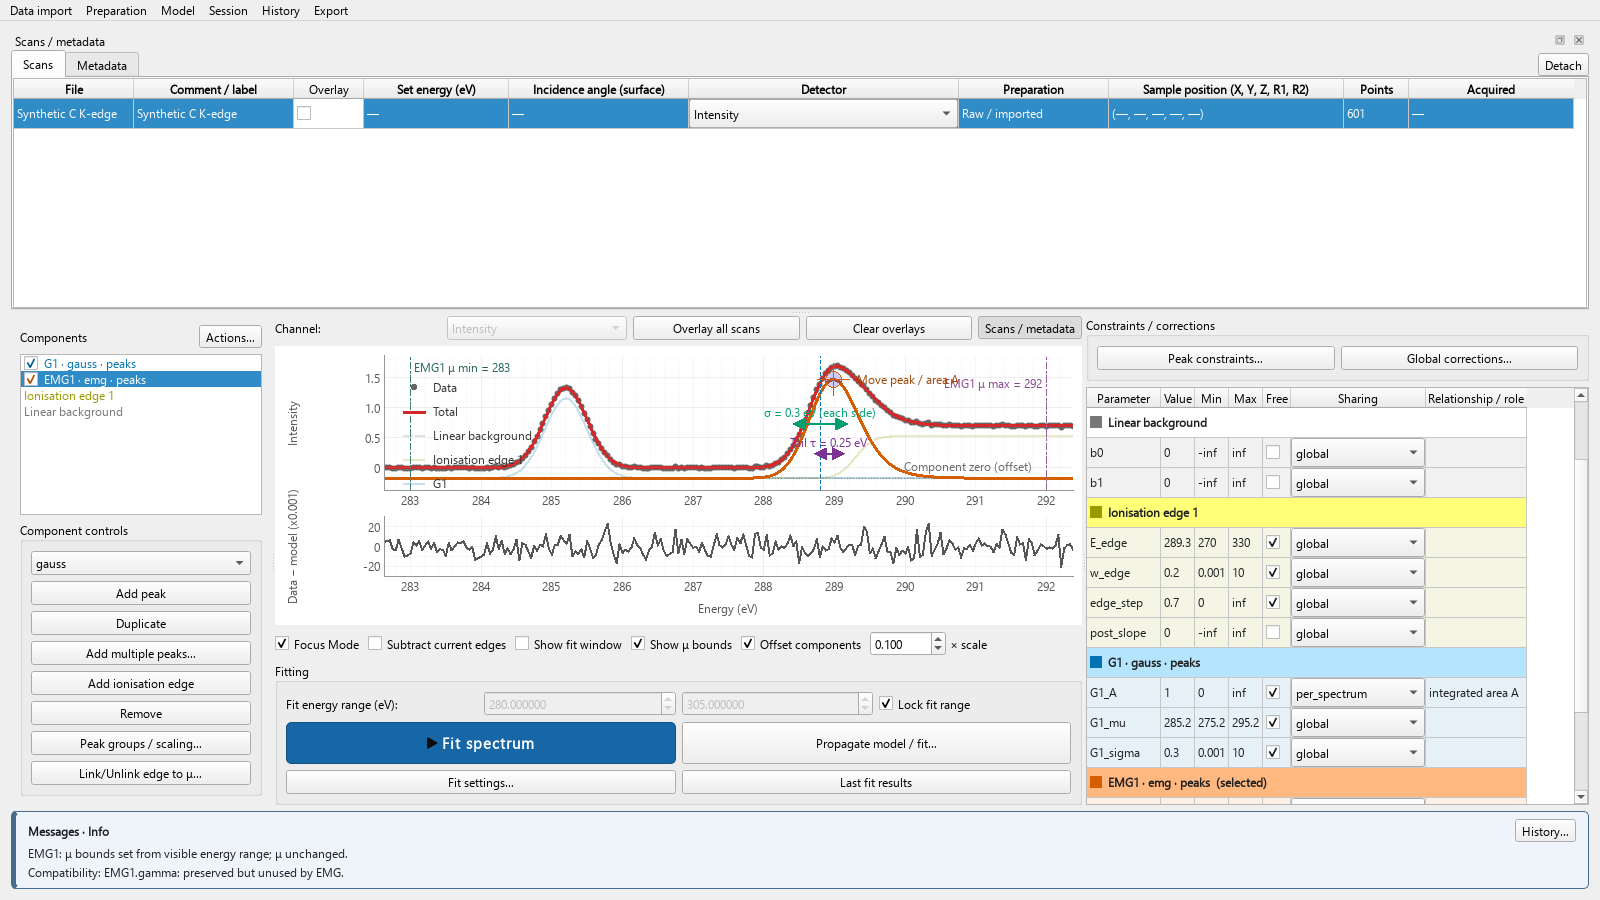 Data import Preparation Model Session History Export
Scans / metadata
Scans Metadata Detach
File Comment / label Overlay Set energy (eV) Incidence angle (surface) Detector Preparation Sample position (X, Y, Z, R1, R2) Points Acquired
Synthetic C K-edge Synthetic C K-edge — — Intensity Raw / imported (—, —, —, —, —) 601 —
Components Actions...
G1 · gauss · peaks
EMG1 · emg · peaks
Ionisation edge 1
Linear background
Component controls
gauss
Add peak
Duplicate
Add multiple peaks...
Add ionisation edge
Remove
Peak groups / scaling...
Link/Unlink edge to μ...
Channel: Intensity Overlay all scans Clear overlays Scans / metadata
EMG1 μ min = 283
Data
Total
Linear background
Ionisation edge
G1
Move peak / area A
EMG1 μ max = 292
σ = 0.3 eV (each side)
Tail τ = 0.25 eV
Component zero (offset)
Intensity
1.5
1.0
0.5
0
283 284 285 286 287 288 289 290 291 292
Data − model (x0.001)
20
0
-20
283 284 285 286 287 288 289 290 291 292
Energy (eV)
Focus Mode Subtract current edges Show fit window Show μ bounds Offset components 0.100 × scale
Fitting
Fit energy range (eV): 280.000000 305.000000 Lock fit range
Fit spectrum Propagate model / fit...
Fit settings... Last fit results
Constraints / corrections
Peak constraints... Global corrections...
Parameter Value Min Max Free Sharing Relationship / role
Linear background
b0 0 -inf inf global
b1 0 -inf inf global
Ionisation edge 1
E_edge 289.3 270 330 global
w_edge 0.2 0.001 10 global
edge_step 0.7 0 inf global
post_slope 0 -inf inf global
G1 · gauss · peaks
G1_A 1 0 inf per_spectrum integrated area A
G1_mu 285.2 275.2 295.2 global
G1_sigma 0.3 0.001 10 global
EMG1 · emg · peaks (selected)
Messages · Info History...
EMG1: μ bounds set from visible energy range; μ unchanged.
Compatibility: EMG1.gamma: preserved but unused by EMG.